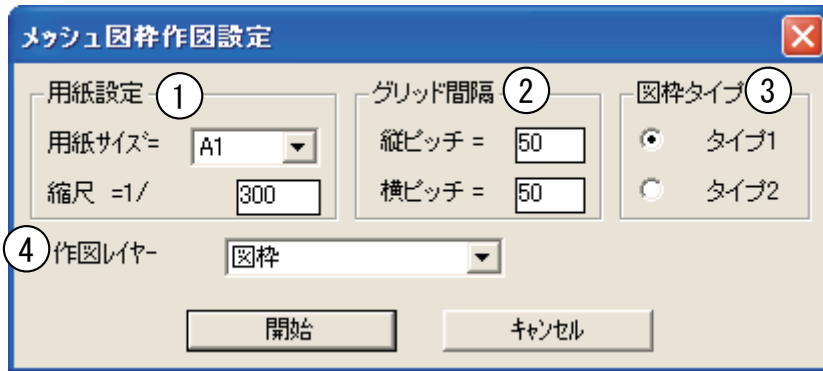 メッシュ図枠作図設定
用紙設定 ① グリッド間隔 ② 図枠タイプ ③
用紙サイズ= A1 縦ピッチ = 50 タイプ1
縮尺 =1/ 300 横ピッチ = 50 タイプ2
④ 作図レイヤー 図枠
開始 キャンセル